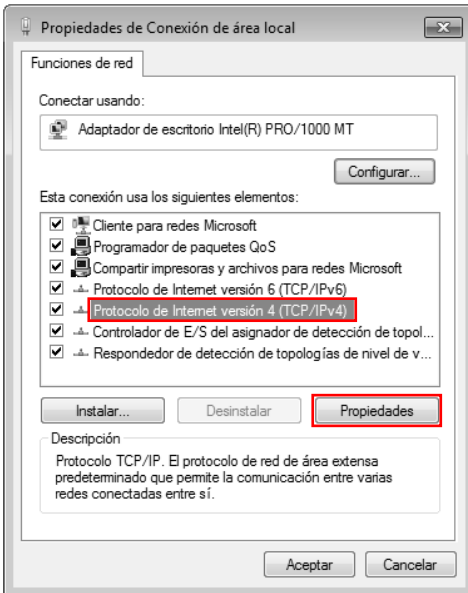 Propiedades de Conexión de área local
Funciones de red
Conectar usando:
Adaptador de escritorio Intel(R) PRO/1000 MT
Configurar...
Esta conexión usa los siguientes elementos:
Cliente para redes Microsoft
Programador de paquetes QoS
Compartir impresoras y archivos para redes Microsoft
Protocolo de Internet versión 6 (TCP/IPv6)
Protocolo de Internet versión 4 (TCP/IPv4)
Controlador de E/S del asignador de detección de topol...
Respondedor de detección de topologías de nivel de v...
Instalar...
Desinstalar
Propiedades
Descripción
Protocolo TCP/IP. El protocolo de red de área extensa
predeterminado que permite la comunicación entre varias
redes conectadas entre sí.
Aceptar
Cancelar